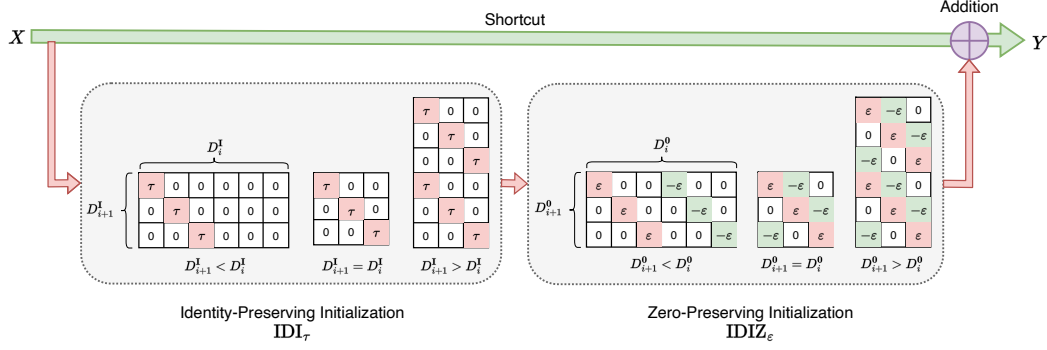 Addition
Shortcut
X
Y
D_i^I
D_{i+1}^I
τ 0 0 0 0 0
0 τ 0 0 0 0
0 0 τ 0 0 0
D_{i+1}^I < D_i^I
τ 0 0
0 τ 0
0 0 τ
D_{i+1}^I = D_i^I
τ 0 0
0 τ 0
0 0 τ
τ 0 0
0 τ 0
0 0 τ
D_{i+1}^I > D_i^I
D_i^0
D_{i+1}^0
ε 0 0 -ε 0 0
0 ε 0 0 -ε 0
0 0 ε 0 0 -ε
D_{i+1}^0 < D_i^0
ε -ε 0
0 ε -ε
-ε 0 ε
D_{i+1}^0 = D_i^0
ε -ε 0
0 ε -ε
-ε 0 ε
ε -ε 0
0 ε -ε
-ε 0 ε
D_{i+1}^0 > D_i^0
Identity-Preserving Initialization
IDI_τ
Zero-Preserving Initialization
IDIZ_ε